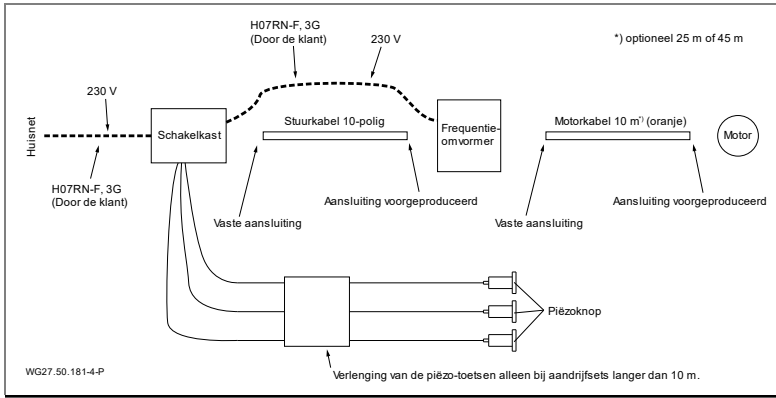 H07RN-F, 3G
(Door de klant)
230 V
*) optioneel 25 m of 45 m
230 V
Huisnet
Schakelkast
Stuurkabel 10-polig
Frequentie-
omvormer
Motorkabel 10 m*) (oranje)
Motor
H07RN-F, 3G
(Door de klant)
Vaste aansluiting
Aansluiting voorgeproduceerd
Vaste aansluiting
Aansluiting voorgeproduceerd
Piëzoknop
WG27.50.181-4-P
Verlenging van de piëzo-toetsen alleen bij aandrijfsets langer dan 10 m.